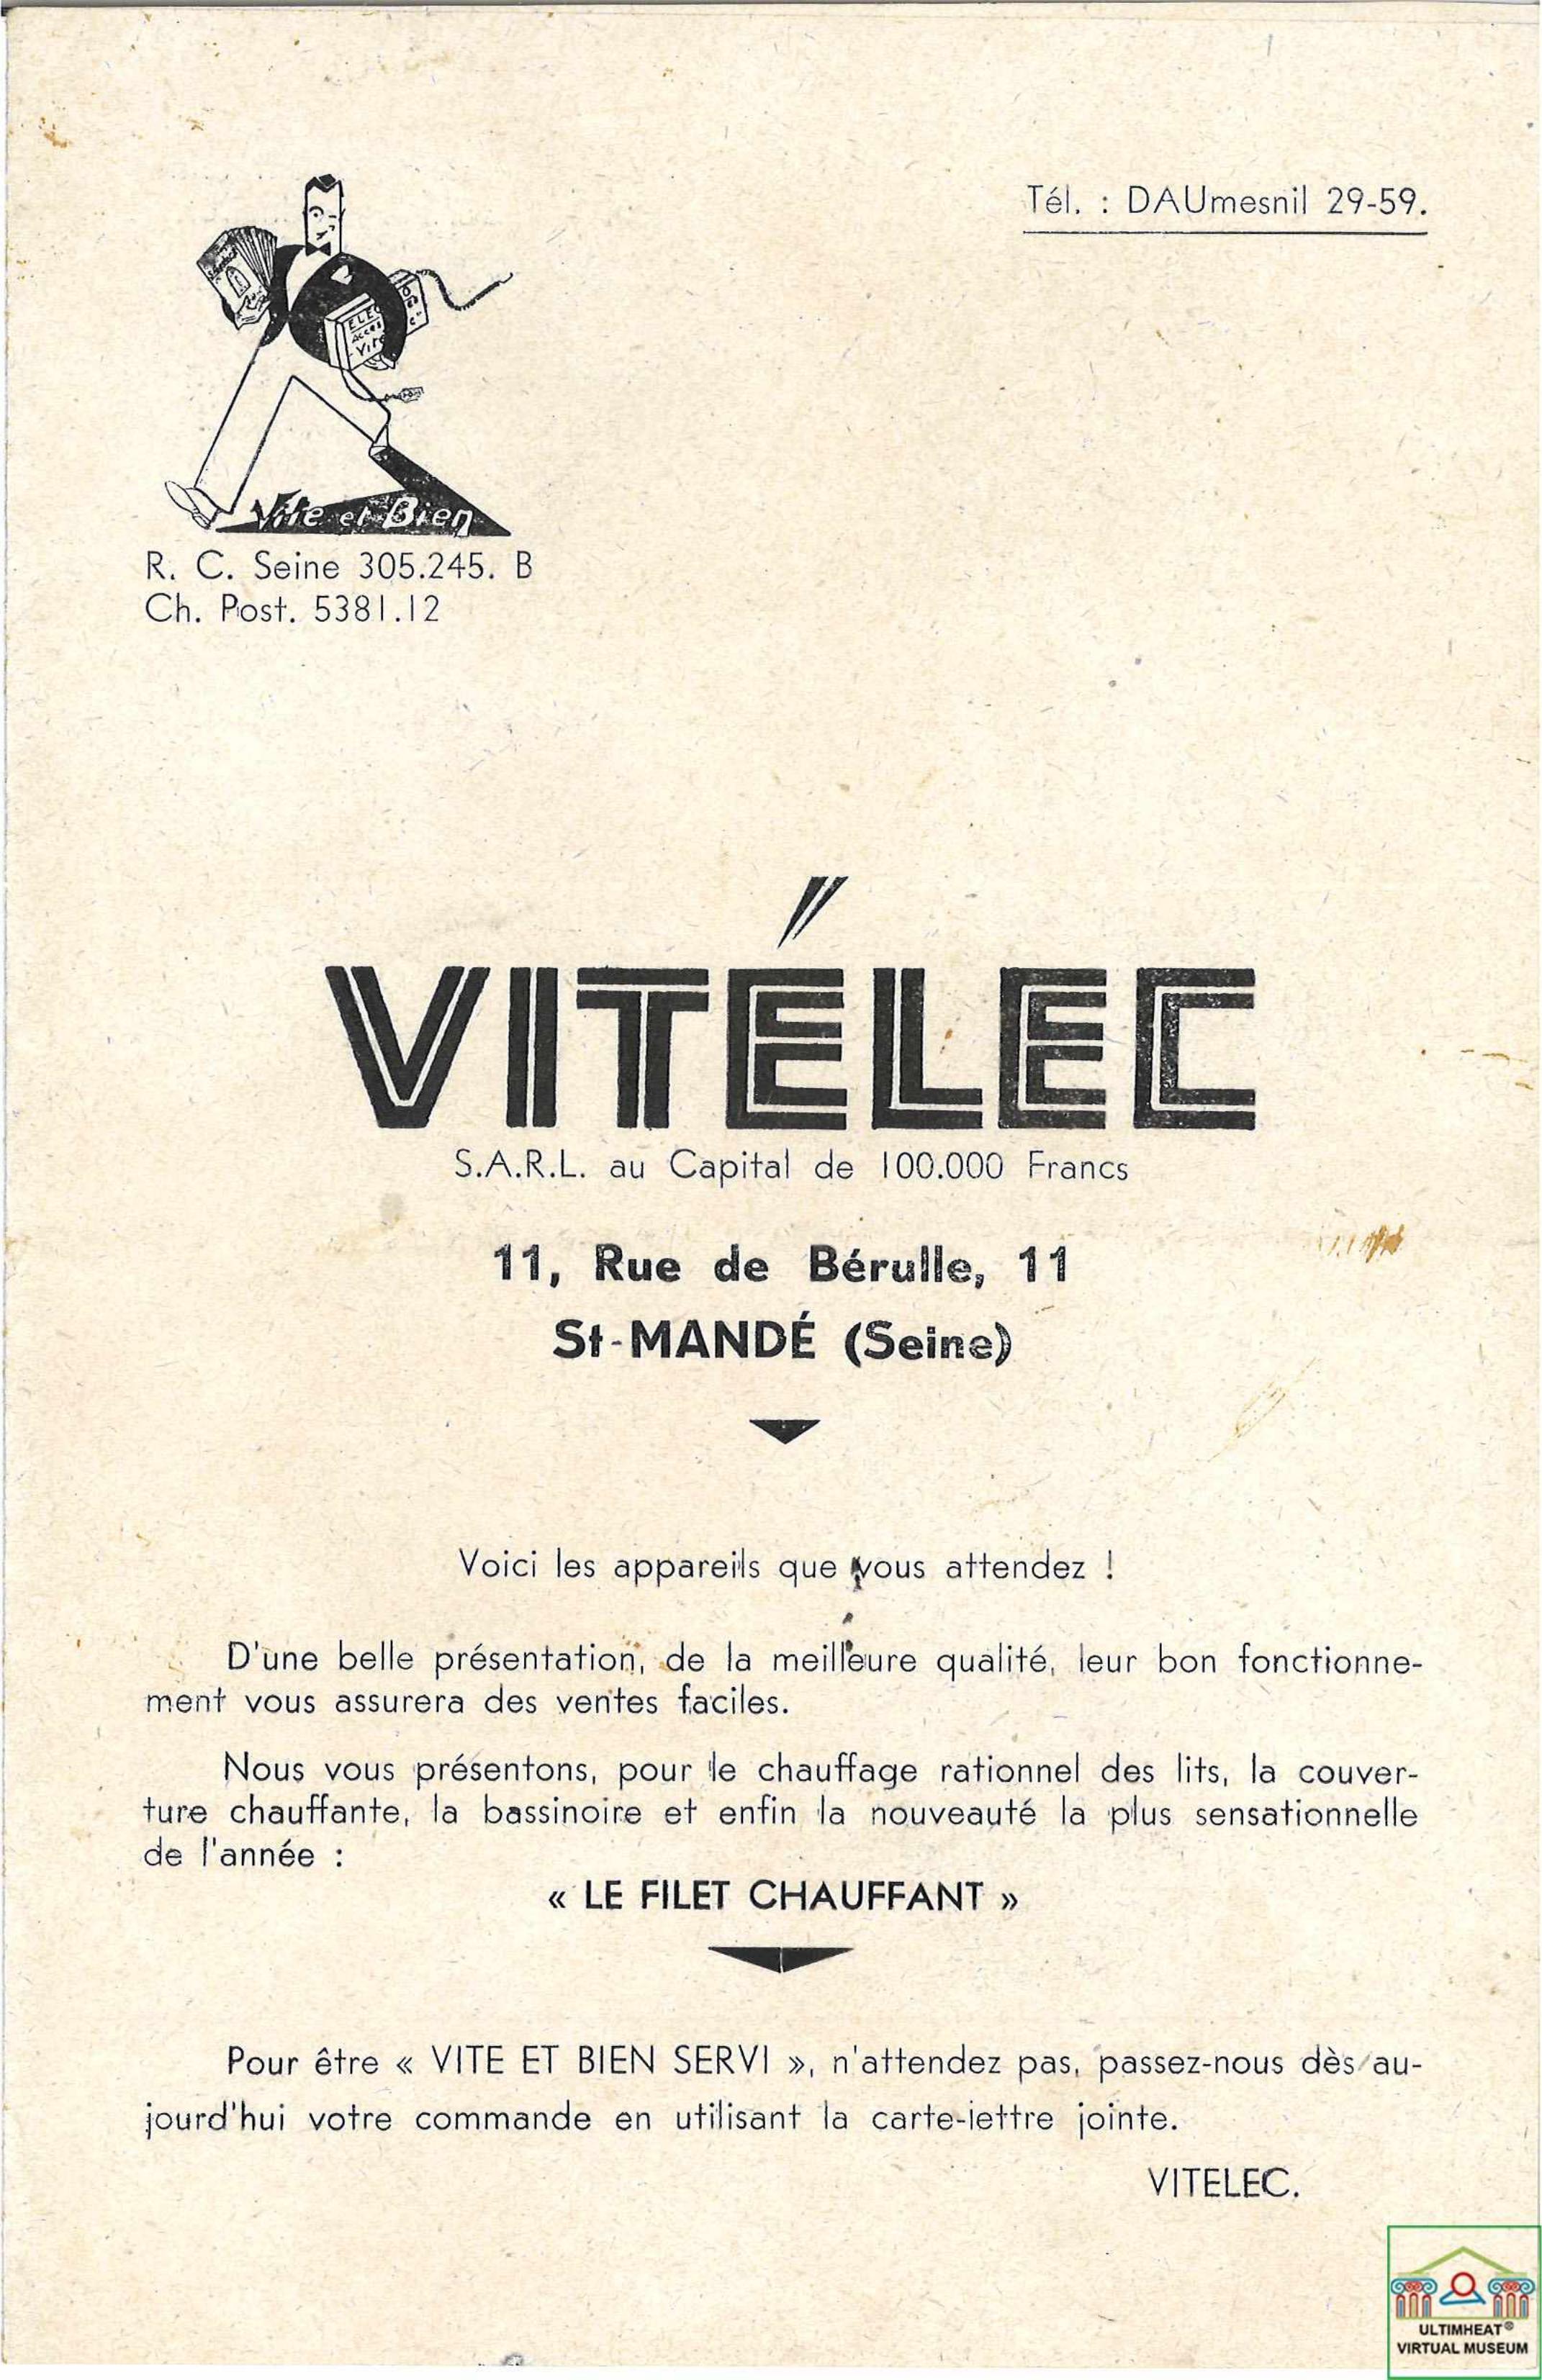 Tél. : DAUmesnil 29-59.
ELEC
Vite et Bien
R. C. Seine 305.245. B
Ch. Post. 5381.12
VITÉLEC
S.A.R.L. au Capital de 100.000 Francs
11, Rue de Bérulle, 11
St-MANDÉ (Seine)
Voici les appareils que vous attendez !
D'une belle présentation, de la meilleure qualité, leur bon fonctionne-
ment vous assurera des ventes faciles.
Nous vous présentons, pour le chauffage rationnel des lits, la couver-
ture chauffante, la bassinoire et enfin la nouveauté la plus sensationnelle
de l'année :
« LE FILET CHAUFFANT »
Pour être « VITE ET BIEN SERVI », n'attendez pas, passez-nous dès au-
jourd'hui votre commande en utilisant la carte-iettre jointe.
VITELEC.
ULTIMHEAT®
VIRTUAL MUSEUM